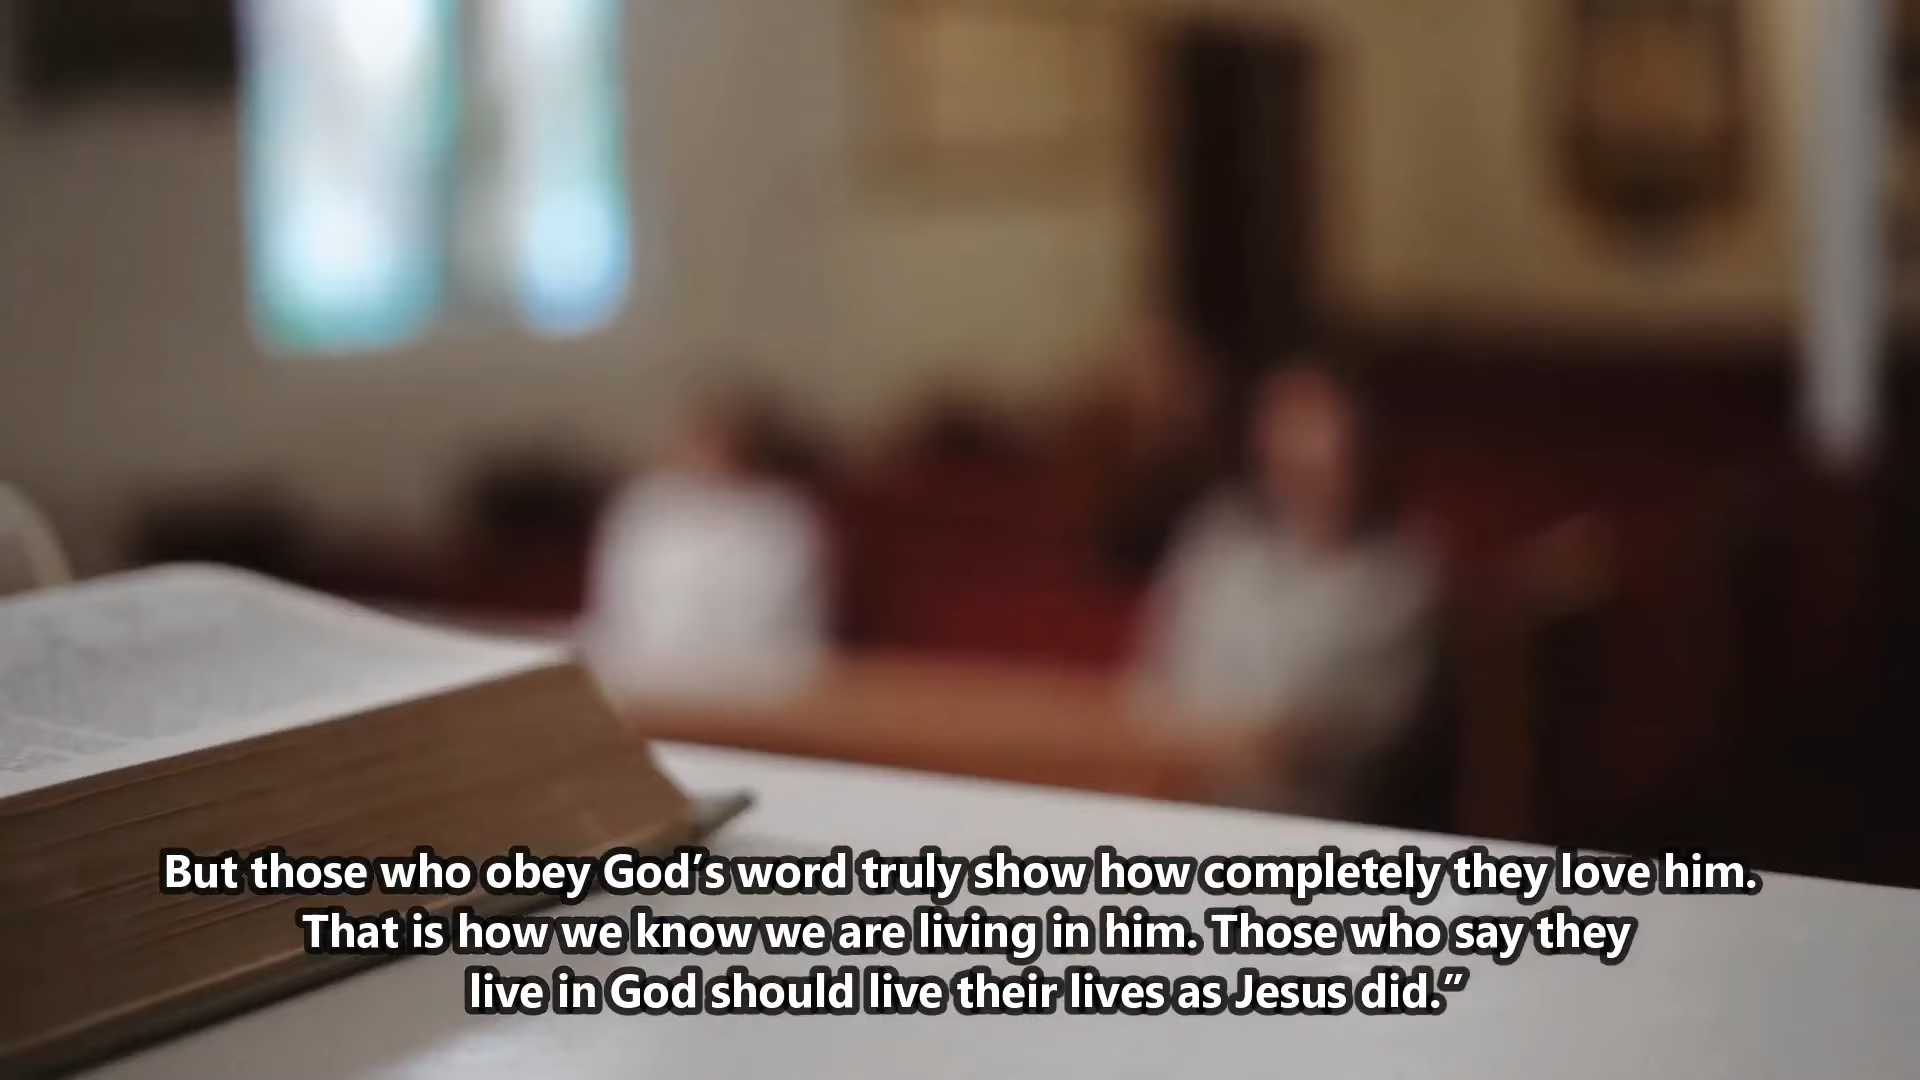 But those who obey God’s word truly show how completely they love him.
That is how we know we are living in him. Those who say they
live in God should live their lives as Jesus did.”